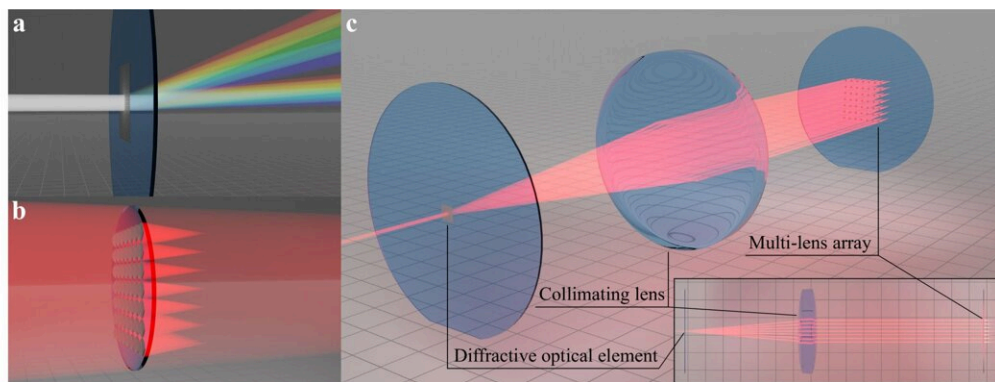 a
b
c
Multi-lens array
Collimating lens
Diffractive optical element